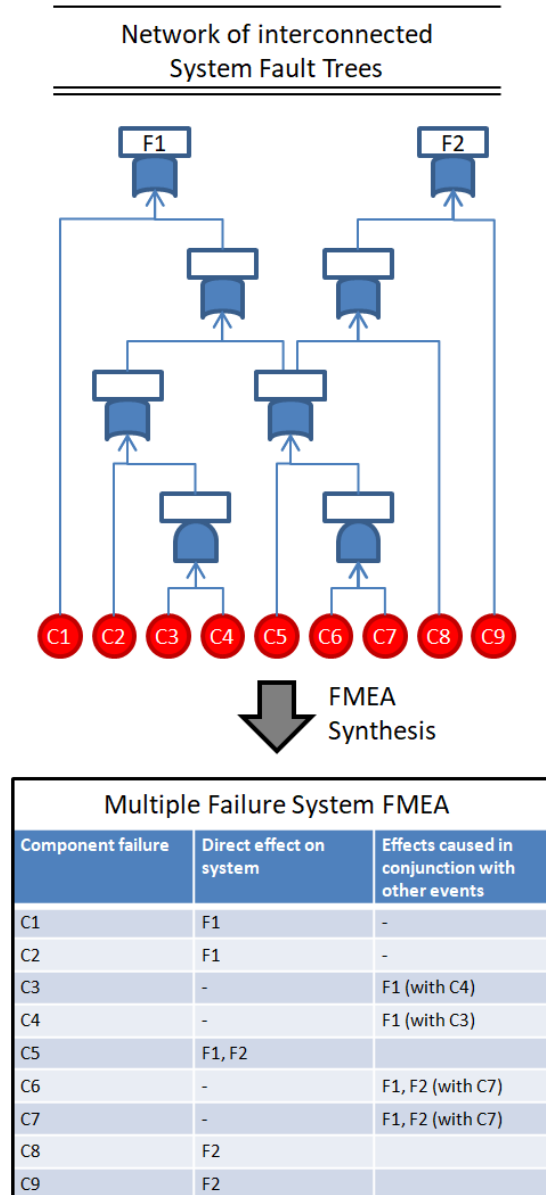 Network of interconnected
System Fault Trees
F1
F2
C1 C2 C3 C4 C5 C6 C7 C8 C9
FMEA
Synthesis
Multiple Failure System FMEA
Component failure | Direct effect on system | Effects caused in conjunction with other events
C1 | F1 | -
C2 | F1 | -
C3 | - | F1 (with C4)
C4 | - | F1 (with C3)
C5 | F1, F2 |
C6 | - | F1, F2 (with C7)
C7 | - | F1, F2 (with C7)
C8 | F2 |
C9 | F2 |